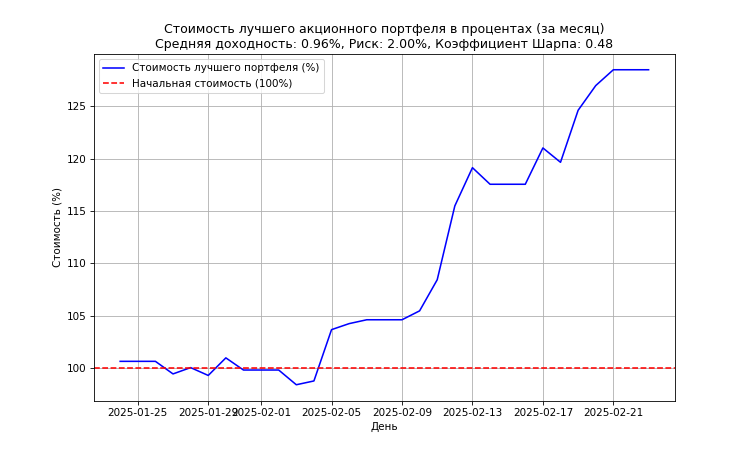 Стоимость лучшего акционного портфеля в процентах (за месяц)
Средняя доходность: 0.96%, Риск: 2.00%, Коэффициент Шарпа: 0.48
Стоимость лучшего портфеля (%)
Начальная стоимость (100%)
Стоимость (%)
125
120
115
110
105
100
2025-01-25 2025-01-29 2025-02-01 2025-02-05 2025-02-09 2025-02-13 2025-02-17 2025-02-21
День